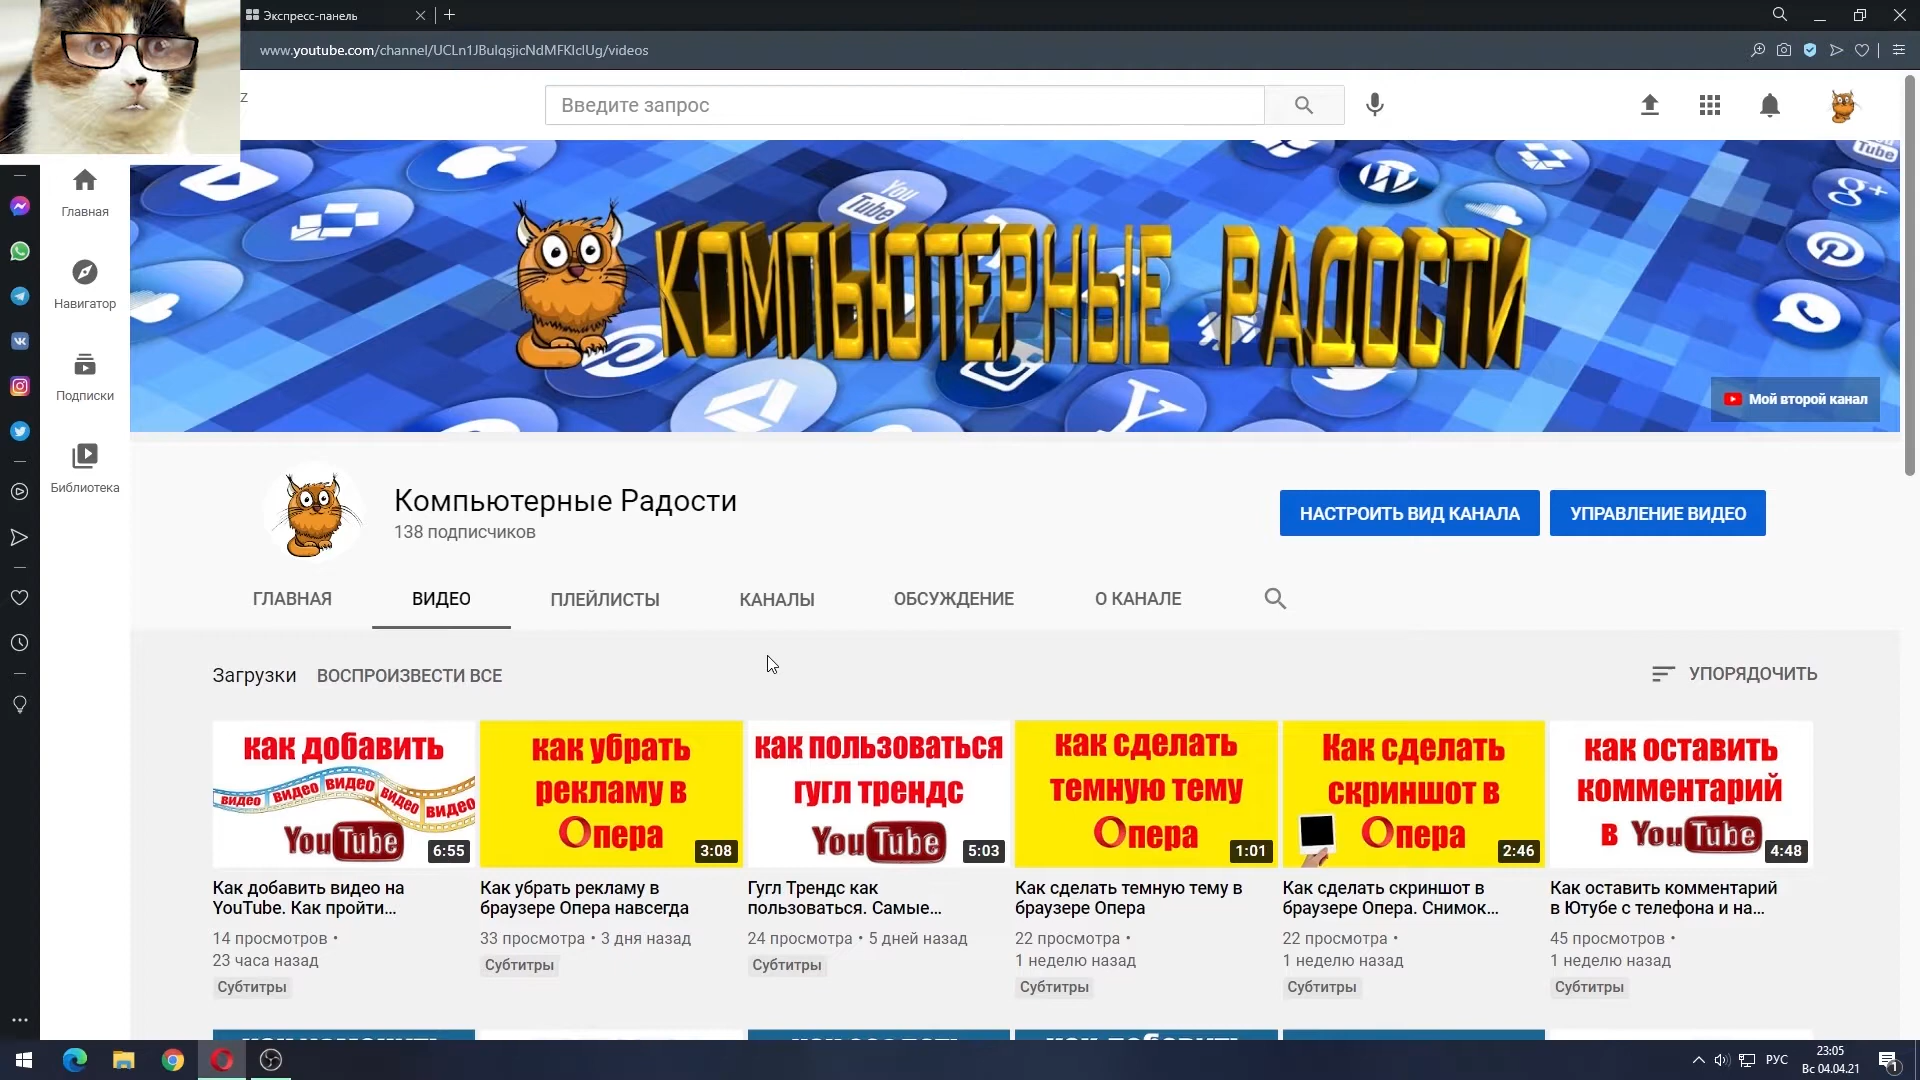 Экспресс-панель
www.youtube.com/channel/UCLn1JBulqsjicNdMFKlclUg/videos
Введите запрос
Главная
Навигатор
Подписки
Библиотека
You
Tube
You
Tube
g+
КОМПЬЮТЕРНЫЕ РАДОСТИ
Мой второй канал
Компьютерные Радости
138 подписчиков
НАСТРОИТЬ ВИД КАНАЛА
УПРАВЛЕНИЕ ВИДЕО
ГЛАВНАЯ
ВИДЕО
ПЛЕЙЛИСТЫ
КАНАЛЫ
ОБСУЖДЕНИЕ
О КАНАЛЕ
Загрузки
ВОСПРОИЗВЕСТИ ВСЕ
УПОРЯДОЧИТЬ
как добавить
видео видео видео видео видео
YouTube
6:55
Как добавить видео на
YouTube. Как пройти...
14 просмотров •
23 часа назад
Субтитры
как убрать
рекламу в
Опера
3:08
Как убрать рекламу в
браузере Опера навсегда
33 просмотра • 3 дня назад
Субтитры
как пользоваться
гугл трендс
YouTube
5:03
Гугл Трендс как
пользоваться. Самые...
24 просмотра • 5 дней назад
Субтитры
как сделать
темную тему
Опера
1:01
Как сделать темную тему в
браузере Опера
22 просмотра •
1 неделю назад
Субтитры
Как сделать
скриншот в
Опера
2:46
Как сделать скриншот в
браузере Опера. Снимок...
22 просмотра •
1 неделю назад
Субтитры
как оставить
комментарий
в YouTube
4:48
Как оставить комментарий
в Ютубе с телефона и на...
45 просмотров •
1 неделю назад
Субтитры
РУС
23:05
Вс 04.04.21
1